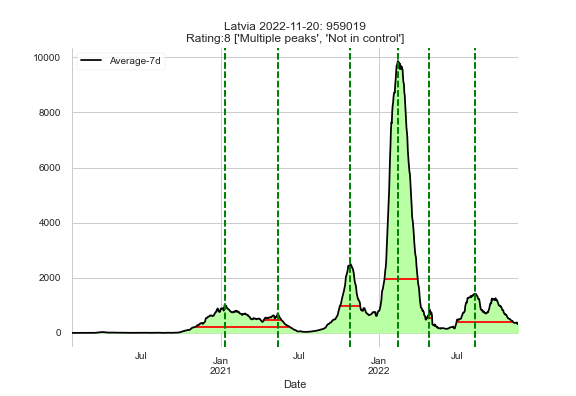 Latvia 2022-11-20: 959019
Rating:8 ['Multiple peaks', 'Not in control']
Average-7d
10000
8000
6000
4000
2000
0
Jul
Jan
2021
Jul
Jan
2022
Jul
Date